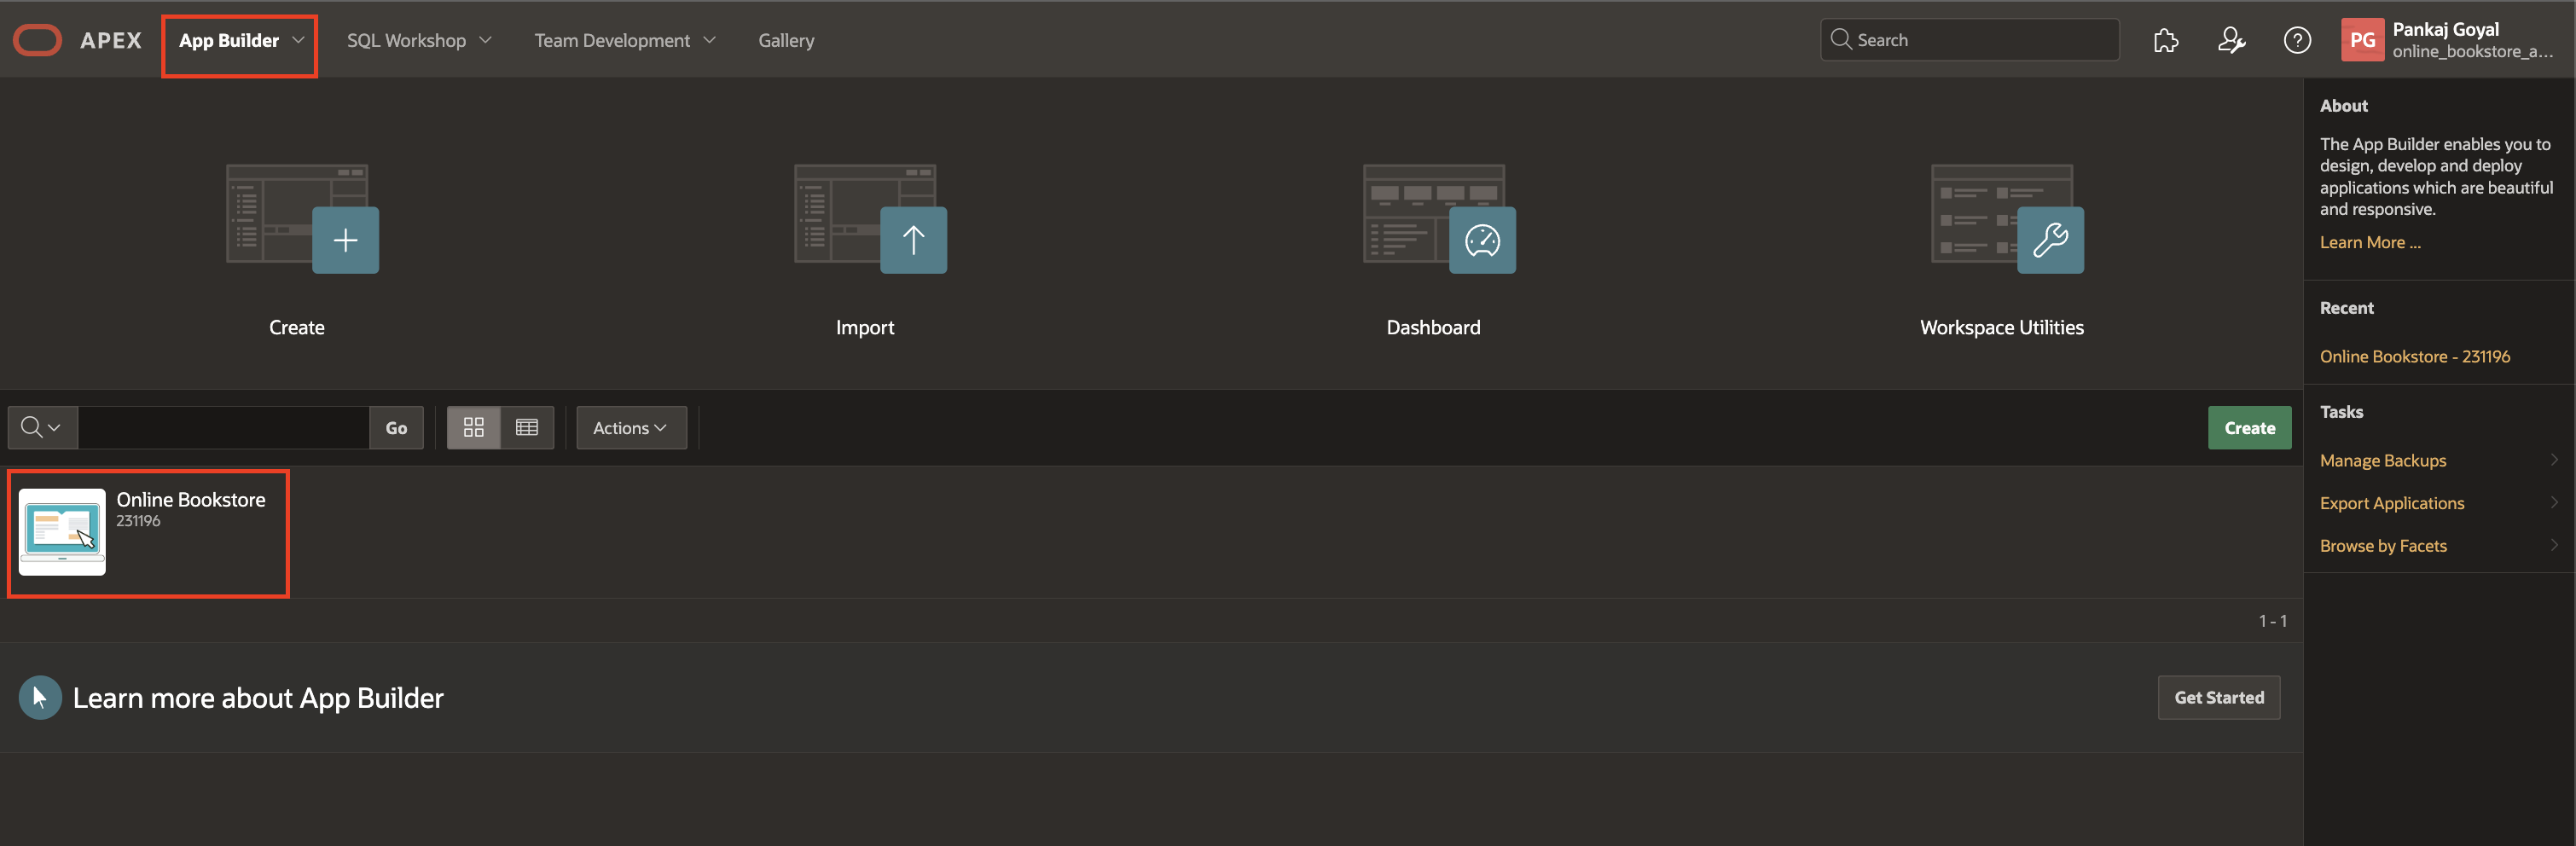 APEX
App Builder
SQL Workshop
Team Development
Gallery
Search
PG
Pankaj Goyal
online_bookstore_a...
Create
Import
Dashboard
Workspace Utilities
Go
Actions
Create
Online Bookstore
231196
1 - 1
Learn more about App Builder
Get Started
About
The App Builder enables you to
design, develop and deploy
applications which are beautiful
and responsive.
Learn More ...
Recent
Online Bookstore - 231196
Tasks
Manage Backups
Export Applications
Browse by Facets